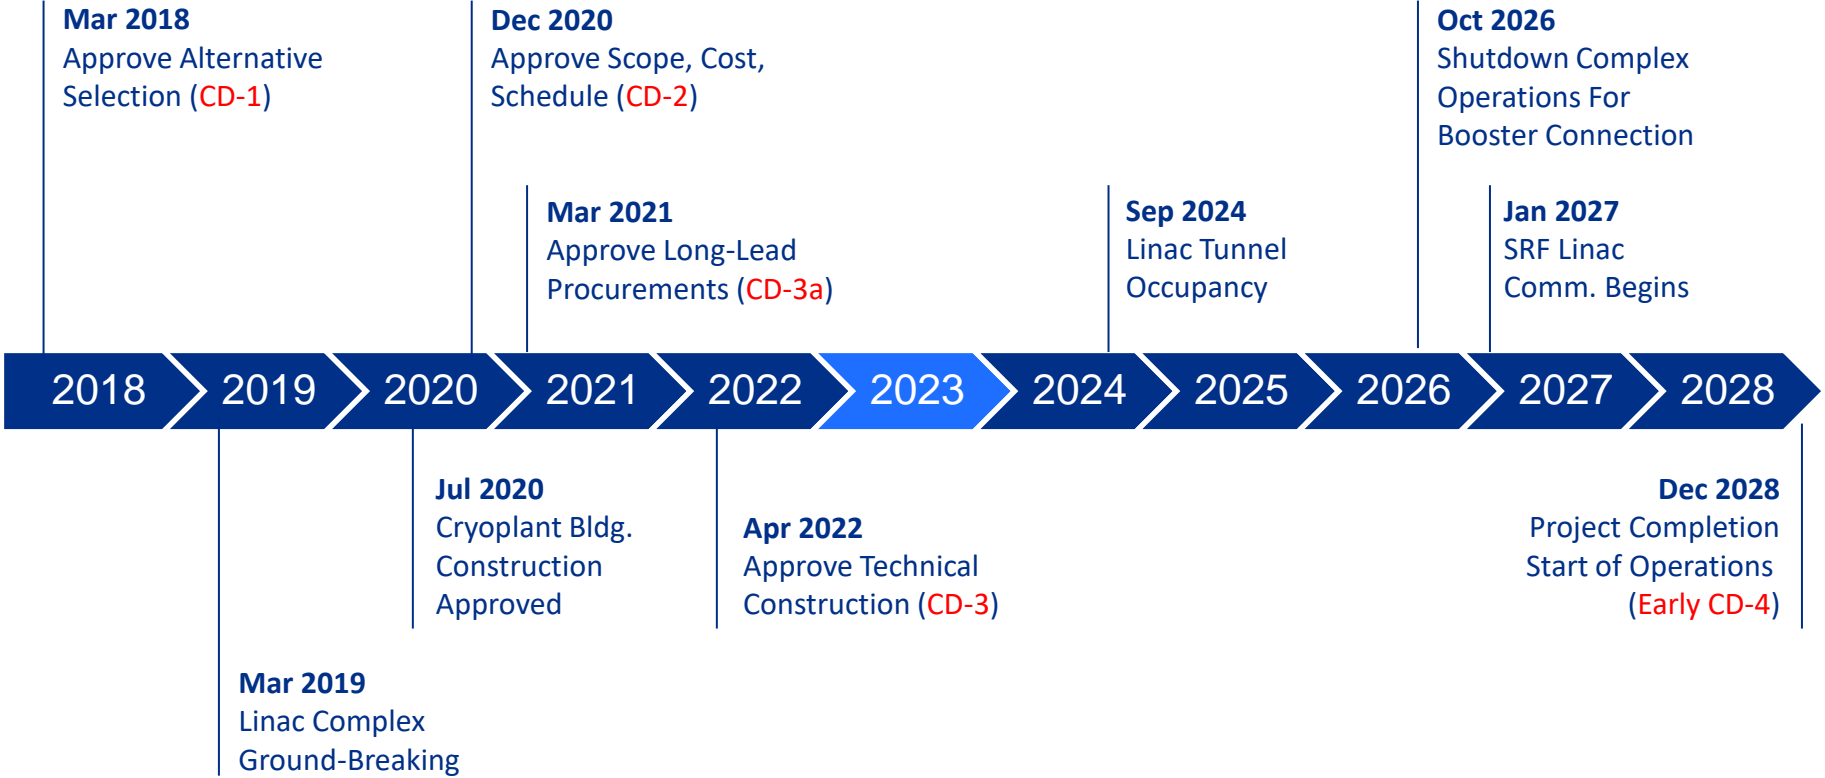 Mar 2018
Approve Alternative
Selection (CD-1)
Dec 2020
Approve Scope, Cost,
Schedule (CD-2)
Oct 2026
Shutdown Complex
Operations For
Booster Connection
Mar 2021
Approve Long-Lead
Procurements (CD-3a)
Sep 2024
Linac Tunnel
Occupancy
Jan 2027
SRF Linac
Comm. Begins
2018 2019 2020 2021 2022 2023 2024 2025 2026 2027 2028
Jul 2020
Cryoplant Bldg.
Construction
Approved
Apr 2022
Approve Technical
Construction (CD-3)
Dec 2028
Project Completion
Start of Operations
(Early CD-4)
Mar 2019
Linac Complex
Ground-Breaking